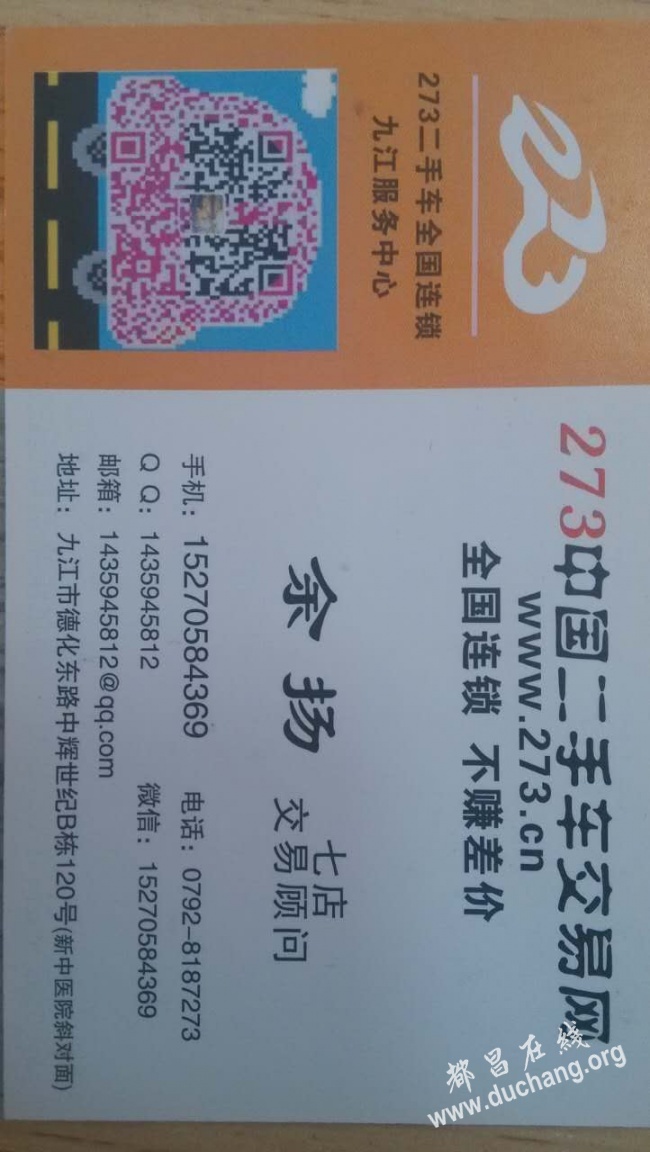 273
273二手车全国连锁
九江服务中心
273中国二手车交易网
www.273.cn
全国连锁 不赚差价
余扬 七店
交易顾问
手机：15270584369 电话：0792-8187273
Q Q：1435945812 微信：15270584369
邮箱：1435945812@qq.com
地址：九江市德化东路中辉世纪B栋120号(新中医院斜对面)
都昌在线
www.duchang.org